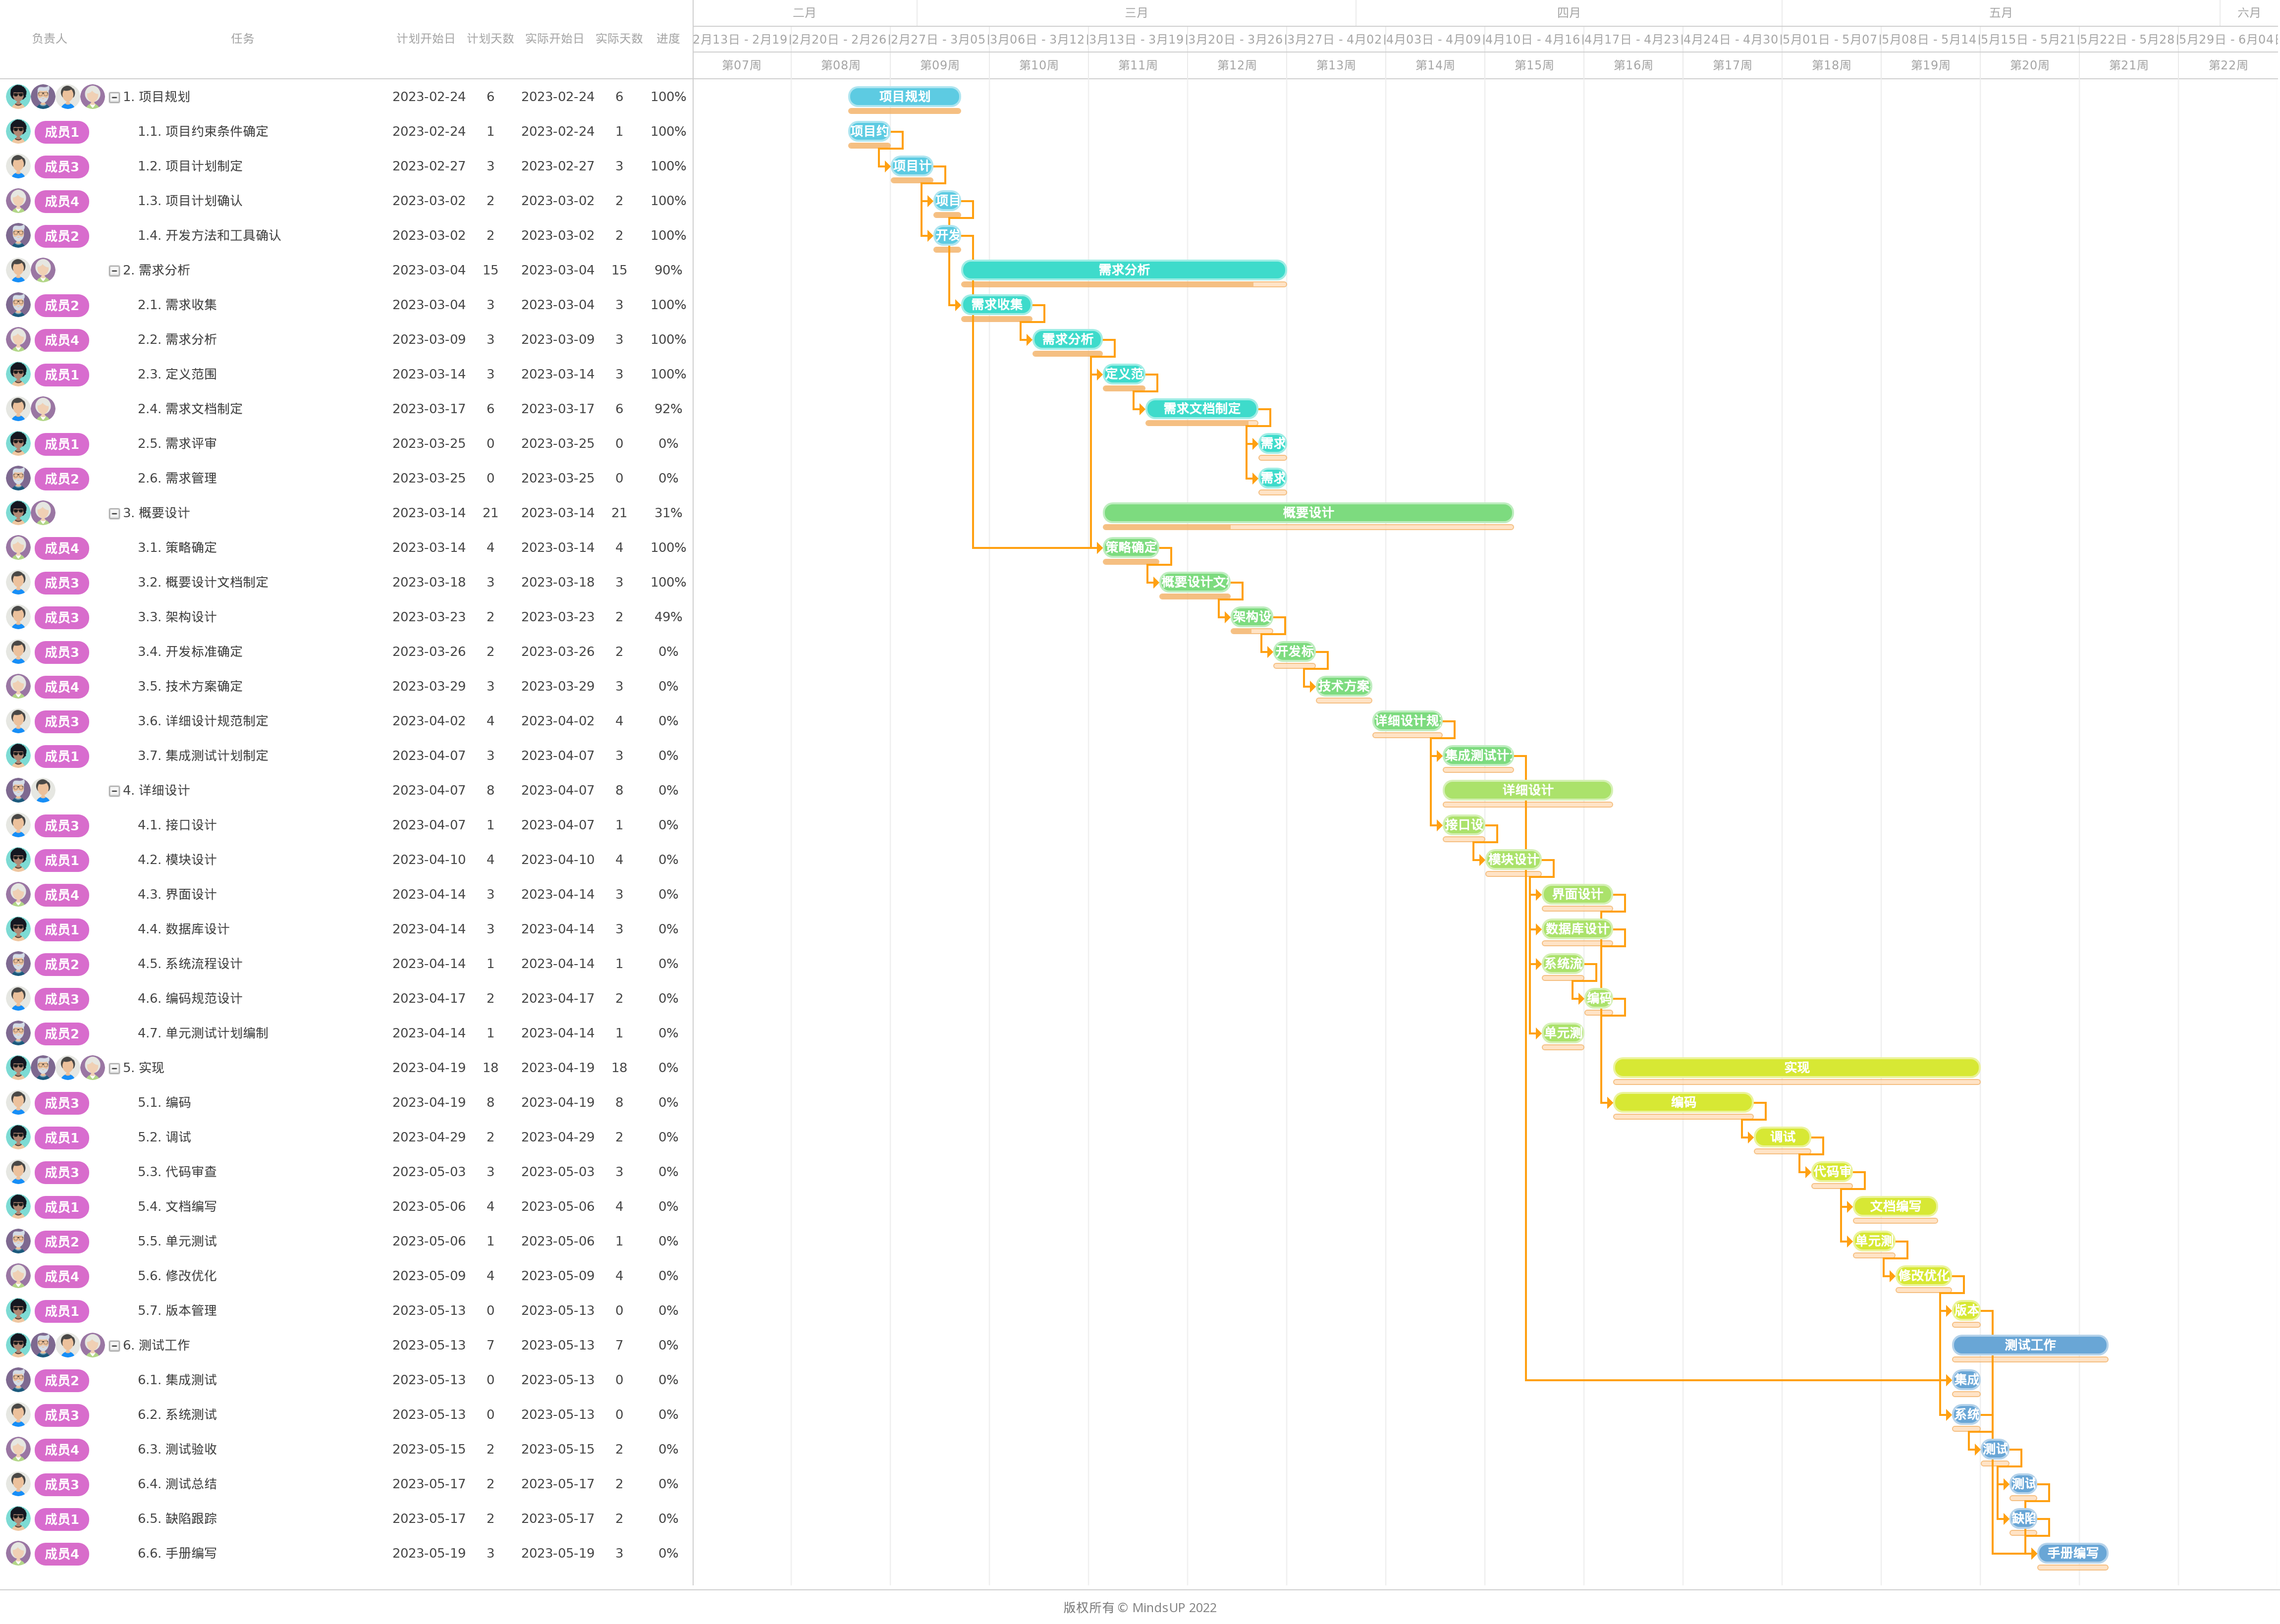 二月 三月 四月 五月 六月
负责人 任务 计划开始日 计划天数 实际开始日 实际天数 进度
2月13日 - 2月19 2月20日 - 2月26 2月27日 - 3月05 3月06日 - 3月12 3月13日 - 3月19 3月20日 - 3月26 3月27日 - 4月02 4月03日 - 4月09 4月10日 - 4月16 4月17日 - 4月23 4月24日 - 4月30 5月01日 - 5月07 5月08日 - 5月14 5月15日 - 5月21 5月22日 - 5月28 5月29日 - 6月04
第07周 第08周 第09周 第10周 第11周 第12周 第13周 第14周 第15周 第16周 第17周 第18周 第19周 第20周 第21周 第22周
1. 项目规划 2023-02-24 6 2023-02-24 6 100% 项目规划
成员1 1.1. 项目约束条件确定 2023-02-24 1 2023-02-24 1 100% 项目约
成员3 1.2. 项目计划制定 2023-02-27 3 2023-02-27 3 100% 项目计
成员4 1.3. 项目计划确认 2023-03-02 2 2023-03-02 2 100% 项目
成员2 1.4. 开发方法和工具确认 2023-03-02 2 2023-03-02 2 100% 开发
2. 需求分析 2023-03-04 15 2023-03-04 15 90% 需求分析
成员2 2.1. 需求收集 2023-03-04 3 2023-03-04 3 100% 需求收集
成员4 2.2. 需求分析 2023-03-09 3 2023-03-09 3 100% 需求分析
成员1 2.3. 定义范围 2023-03-14 3 2023-03-14 3 100% 定义范
2.4. 需求文档制定 2023-03-17 6 2023-03-17 6 92% 需求文档制定
成员1 2.5. 需求评审 2023-03-25 0 2023-03-25 0 0% 需求
成员2 2.6. 需求管理 2023-03-25 0 2023-03-25 0 0% 需求
3. 概要设计 2023-03-14 21 2023-03-14 21 31% 概要设计
成员4 3.1. 策略确定 2023-03-14 4 2023-03-14 4 100% 策略确定
成员3 3.2. 概要设计文档制定 2023-03-18 3 2023-03-18 3 100% 概要设计文
成员3 3.3. 架构设计 2023-03-23 2 2023-03-23 2 49% 架构设
成员3 3.4. 开发标准确定 2023-03-26 2 2023-03-26 2 0% 开发标
成员4 3.5. 技术方案确定 2023-03-29 3 2023-03-29 3 0% 技术方案
成员3 3.6. 详细设计规范制定 2023-04-02 4 2023-04-02 4 0% 详细设计规
成员1 3.7. 集成测试计划制定 2023-04-07 3 2023-04-07 3 0% 集成测试计
4. 详细设计 2023-04-07 8 2023-04-07 8 0% 详细设计
成员3 4.1. 接口设计 2023-04-07 1 2023-04-07 1 0% 接口设
成员1 4.2. 模块设计 2023-04-10 4 2023-04-10 4 0% 模块设计
成员4 4.3. 界面设计 2023-04-14 3 2023-04-14 3 0% 界面设计
成员1 4.4. 数据库设计 2023-04-14 3 2023-04-14 3 0% 数据库设计
成员2 4.5. 系统流程设计 2023-04-14 1 2023-04-14 1 0% 系统流
成员3 4.6. 编码规范设计 2023-04-17 2 2023-04-17 2 0% 编码
成员2 4.7. 单元测试计划编制 2023-04-14 1 2023-04-14 1 0% 单元测
5. 实现 2023-04-19 18 2023-04-19 18 0% 实现
成员3 5.1. 编码 2023-04-19 8 2023-04-19 8 0% 编码
成员1 5.2. 调试 2023-04-29 2 2023-04-29 2 0% 调试
成员3 5.3. 代码审查 2023-05-03 3 2023-05-03 3 0% 代码审
成员1 5.4. 文档编写 2023-05-06 4 2023-05-06 4 0% 文档编写
成员2 5.5. 单元测试 2023-05-06 1 2023-05-06 1 0% 单元测
成员4 5.6. 修改优化 2023-05-09 4 2023-05-09 4 0% 修改优化
成员1 5.7. 版本管理 2023-05-13 0 2023-05-13 0 0% 版本
6. 测试工作 2023-05-13 7 2023-05-13 7 0% 测试工作
成员2 6.1. 集成测试 2023-05-13 0 2023-05-13 0 0% 集成
成员3 6.2. 系统测试 2023-05-13 0 2023-05-13 0 0% 系统
成员4 6.3. 测试验收 2023-05-15 2 2023-05-15 2 0% 测试
成员3 6.4. 测试总结 2023-05-17 2 2023-05-17 2 0% 测试
成员1 6.5. 缺陷跟踪 2023-05-17 2 2023-05-17 2 0% 缺陷
成员4 6.6. 手册编写 2023-05-19 3 2023-05-19 3 0% 手册编写
版权所有 © MindsUP 2022